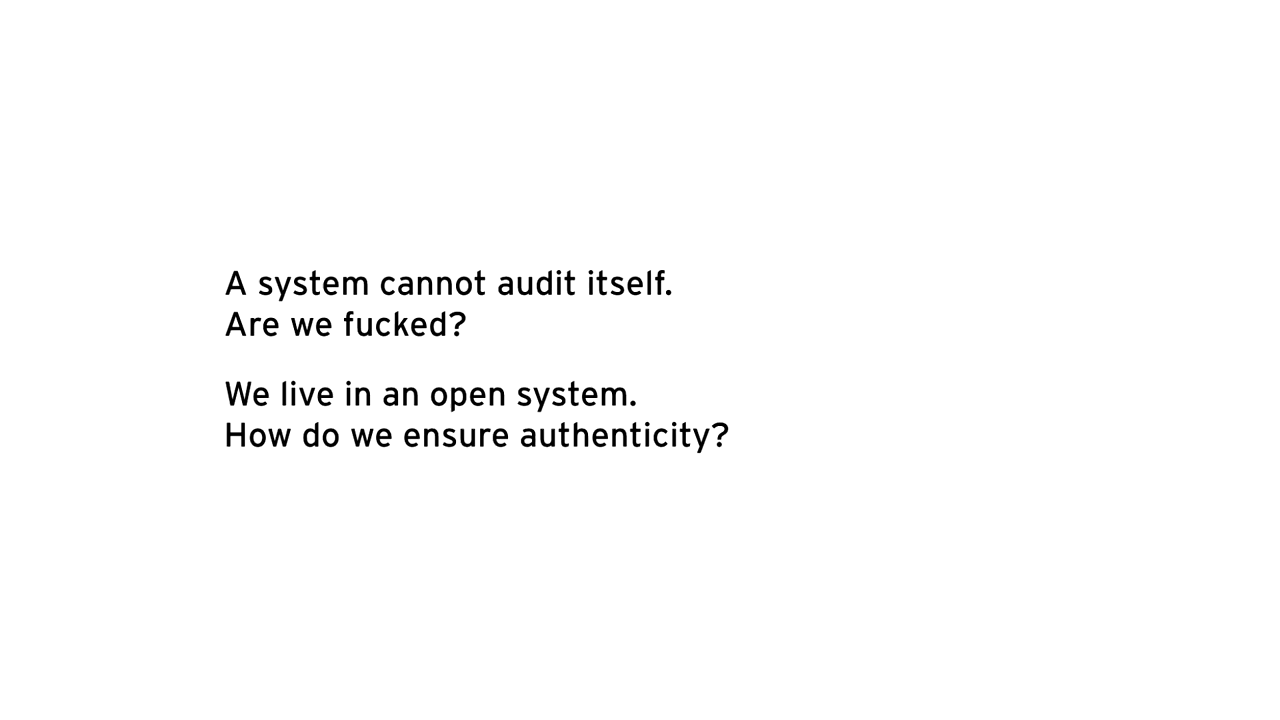 A system cannot audit itself.
Are we fucked?
We live in an open system.
How do we ensure authenticity?